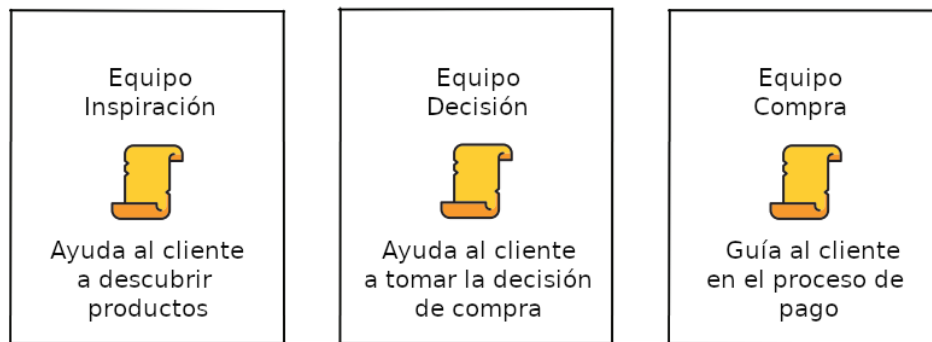 Equipo
Inspiración
Ayuda al cliente
a descubrir
productos
Equipo
Decisión
Ayuda al cliente
a tomar la decisión
de compra
Equipo
Compra
Guía al cliente
en el proceso de
pago